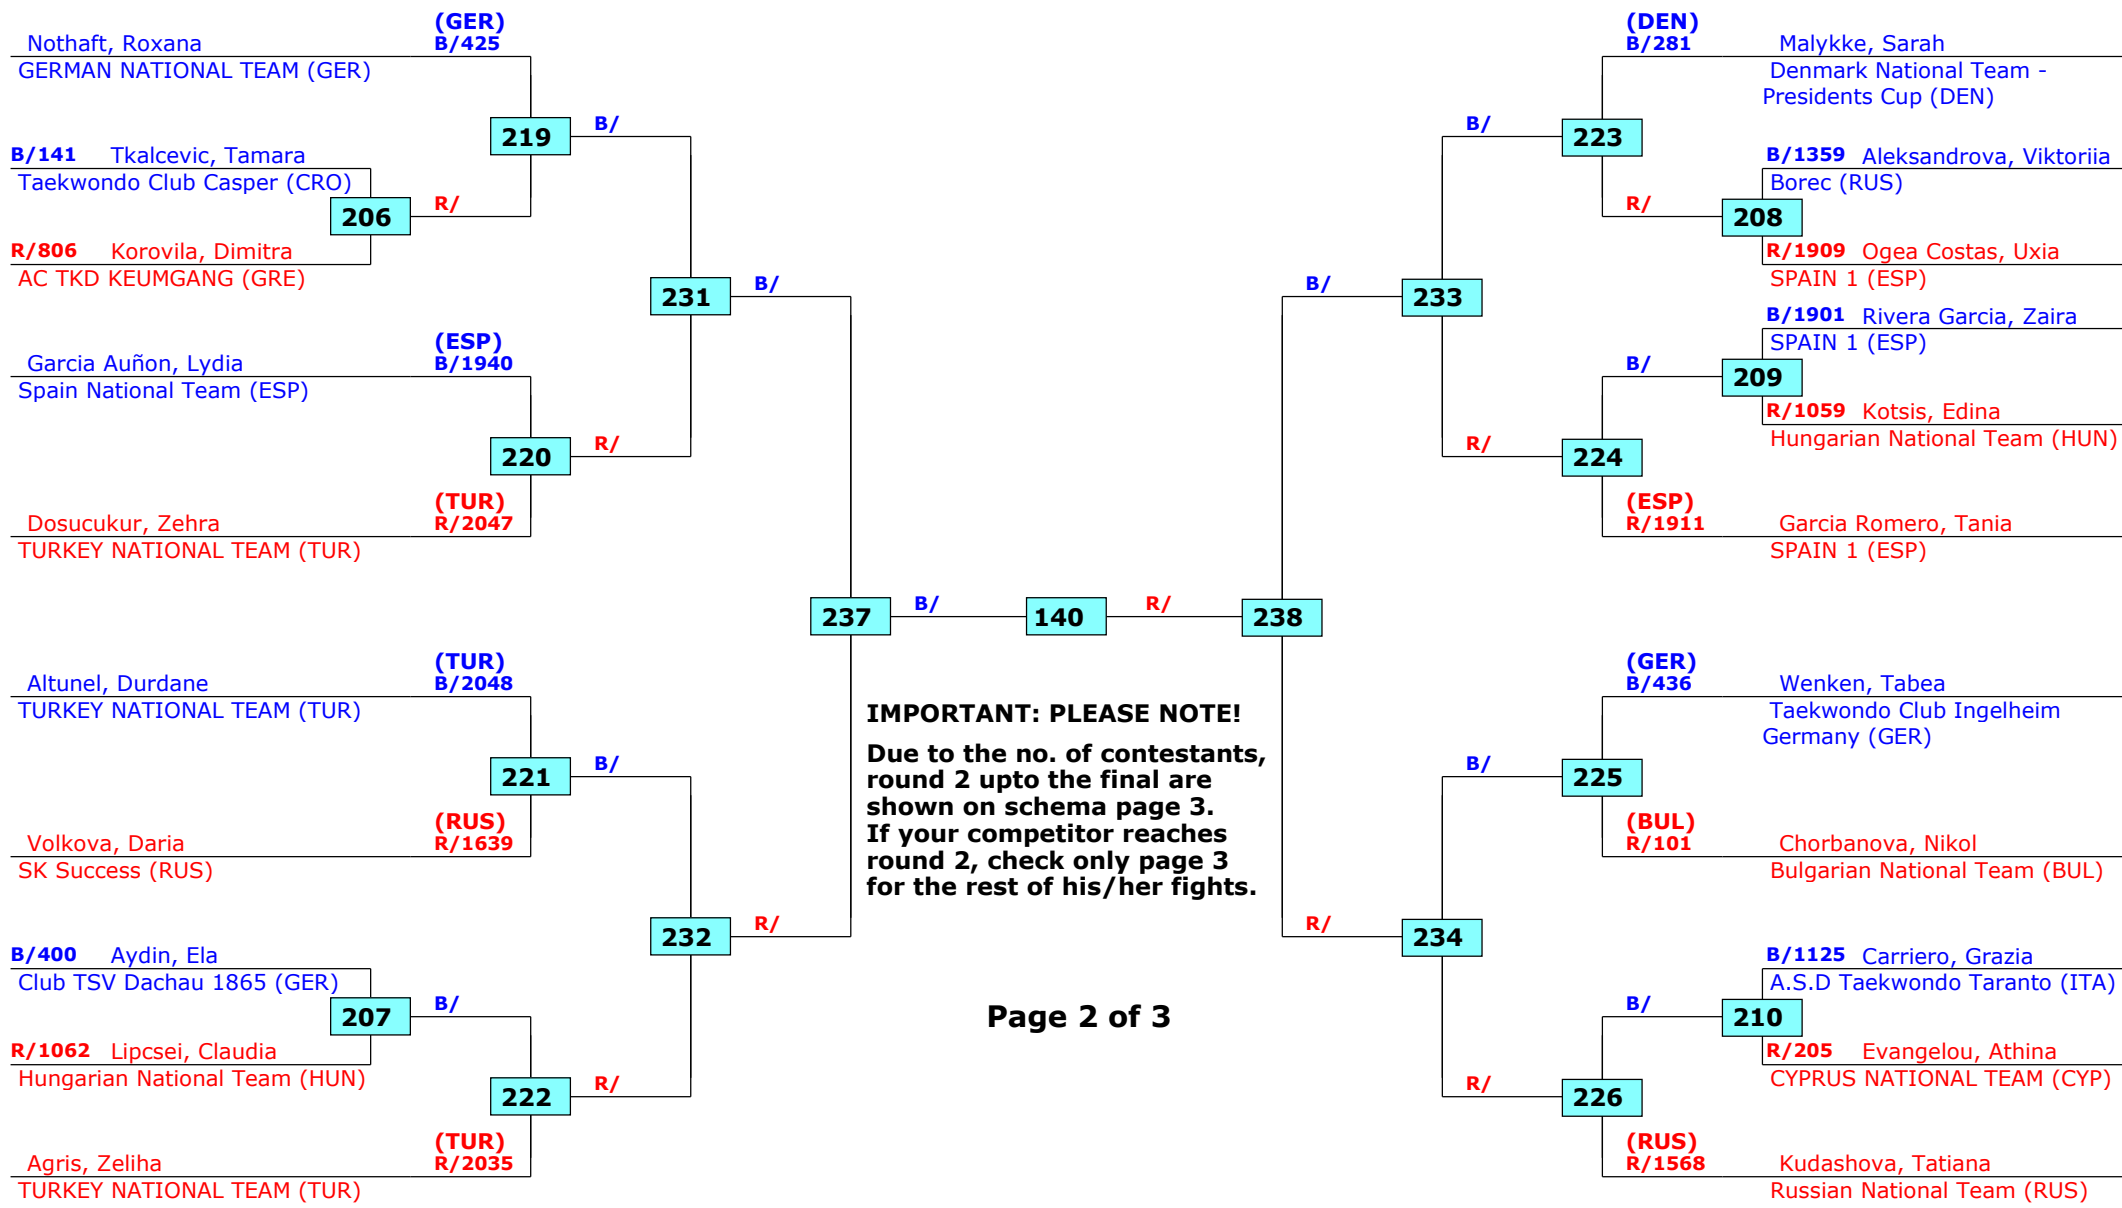 (GER)
Nothaft, Roxana B/425
GERMAN NATIONAL TEAM (GER)
219
B/
B/141 Tkalcevic, Tamara
Taekwondo Club Casper (CRO)
206
R/
R/806 Korovila, Dimitra
AC TKD KEUMGANG (GRE)
231
B/
(ESP)
Garcia Auñon, Lydia B/1940
Spain National Team (ESP)
220
R/
(TUR)
Dosucukur, Zehra R/2047
TURKEY NATIONAL TEAM (TUR)
237
B/
140
R/
238
(TUR)
Altunel, Durdane B/2048
TURKEY NATIONAL TEAM (TUR)
221
B/
(RUS)
Volkova, Daria R/1639
SK Success (RUS)
232
R/
B/400 Aydin, Ela
Club TSV Dachau 1865 (GER)
207
B/
R/1062 Lipcsei, Claudia
Hungarian National Team (HUN)
222
R/
(TUR)
Agris, Zeliha R/2035
TURKEY NATIONAL TEAM (TUR)
IMPORTANT: PLEASE NOTE!
Due to the no. of contestants,
round 2 upto the final are
shown on schema page 3.
If your competitor reaches
round 2, check only page 3
for the rest of his/her fights.
Page 2 of 3
(DEN)
B/281 Malykke, Sarah
Denmark National Team -
Presidents Cup (DEN)
B/
223
B/1359 Aleksandrova, Viktoriia
Borec (RUS)
R/
208
R/1909 Ogea Costas, Uxia
SPAIN 1 (ESP)
B/
233
B/1901 Rivera Garcia, Zaira
SPAIN 1 (ESP)
B/
209
R/1059 Kotsis, Edina
Hungarian National Team (HUN)
R/
224
(ESP)
R/1911 Garcia Romero, Tania
SPAIN 1 (ESP)
(GER)
B/436 Wenken, Tabea
Taekwondo Club Ingelheim
Germany (GER)
B/
225
(BUL)
R/101 Chorbanova, Nikol
Bulgarian National Team (BUL)
R/
234
B/1125 Carriero, Grazia
A.S.D Taekwondo Taranto (ITA)
B/
210
R/205 Evangelou, Athina
CYPRUS NATIONAL TEAM (CYP)
R/
226
(RUS)
R/1568 Kudashova, Tatiana
Russian National Team (RUS)